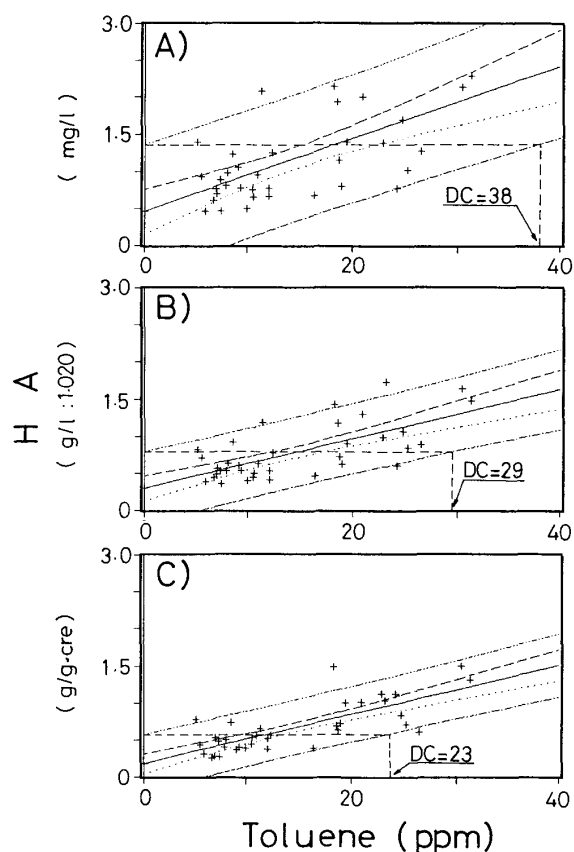 A)
3·0
1·5
0
( mg/l )
DC=38
0
20
40
B)
3·0
1·5
0
(g/l :1·020)
DC=29
0
20
40
H A
C)
3·0
1·5
0
(g/g·cre)
DC=23
0
20
40
Toluene (ppm)